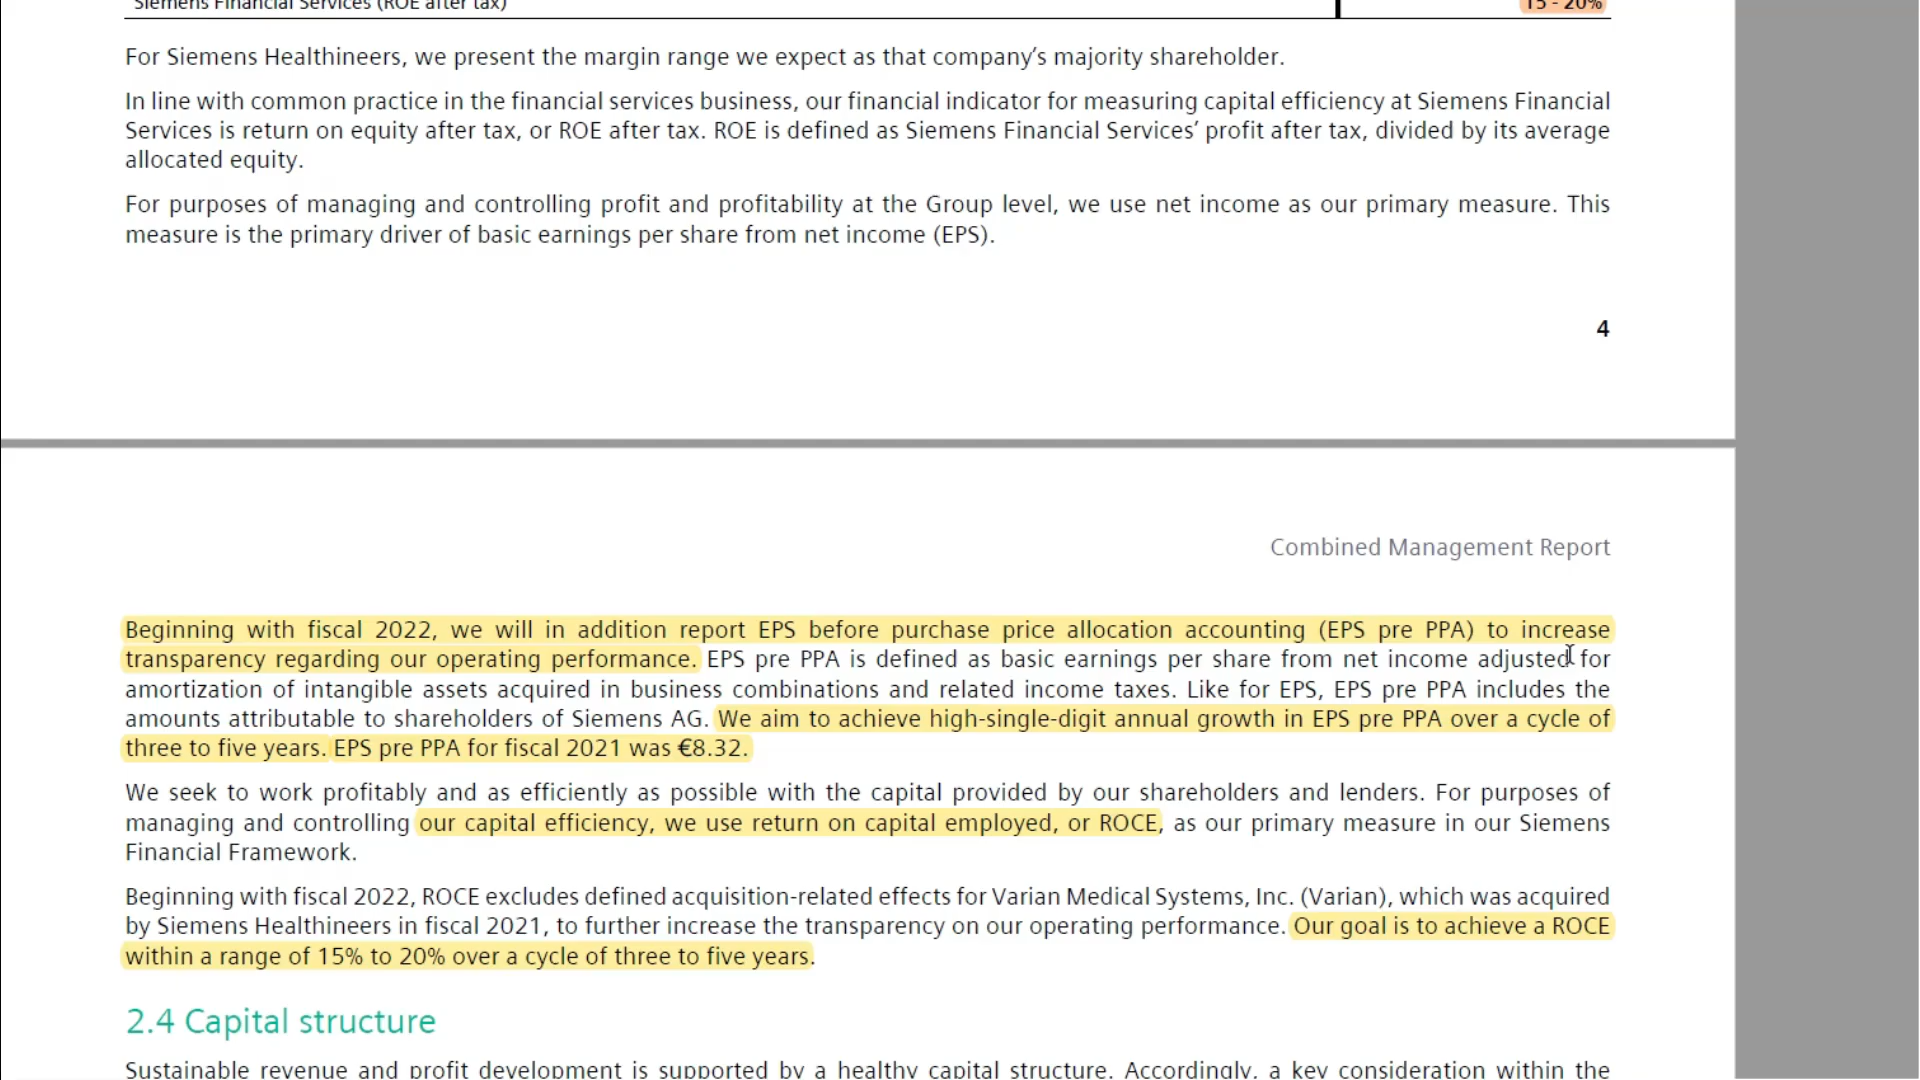 Siemens Financial Services (ROE after tax) 15 - 20%
For Siemens Healthineers, we present the margin range we expect as that company’s majority shareholder.
In line with common practice in the financial services business, our financial indicator for measuring capital efficiency at Siemens Financial
Services is return on equity after tax, or ROE after tax. ROE is defined as Siemens Financial Services’ profit after tax, divided by its average
allocated equity.
For purposes of managing and controlling profit and profitability at the Group level, we use net income as our primary measure. This
measure is the primary driver of basic earnings per share from net income (EPS).
4
Combined Management Report
Beginning with fiscal 2022, we will in addition report EPS before purchase price allocation accounting (EPS pre PPA) to increase
transparency regarding our operating performance. EPS pre PPA is defined as basic earnings per share from net income adjusted for
amortization of intangible assets acquired in business combinations and related income taxes. Like for EPS, EPS pre PPA includes the
amounts attributable to shareholders of Siemens AG. We aim to achieve high-single-digit annual growth in EPS pre PPA over a cycle of
three to five years. EPS pre PPA for fiscal 2021 was €8.32.
We seek to work profitably and as efficiently as possible with the capital provided by our shareholders and lenders. For purposes of
managing and controlling our capital efficiency, we use return on capital employed, or ROCE, as our primary measure in our Siemens
Financial Framework.
Beginning with fiscal 2022, ROCE excludes defined acquisition-related effects for Varian Medical Systems, Inc. (Varian), which was acquired
by Siemens Healthineers in fiscal 2021, to further increase the transparency on our operating performance. Our goal is to achieve a ROCE
within a range of 15% to 20% over a cycle of three to five years.
2.4 Capital structure
Sustainable revenue and profit development is supported by a healthy capital structure. Accordingly, a key consideration within the